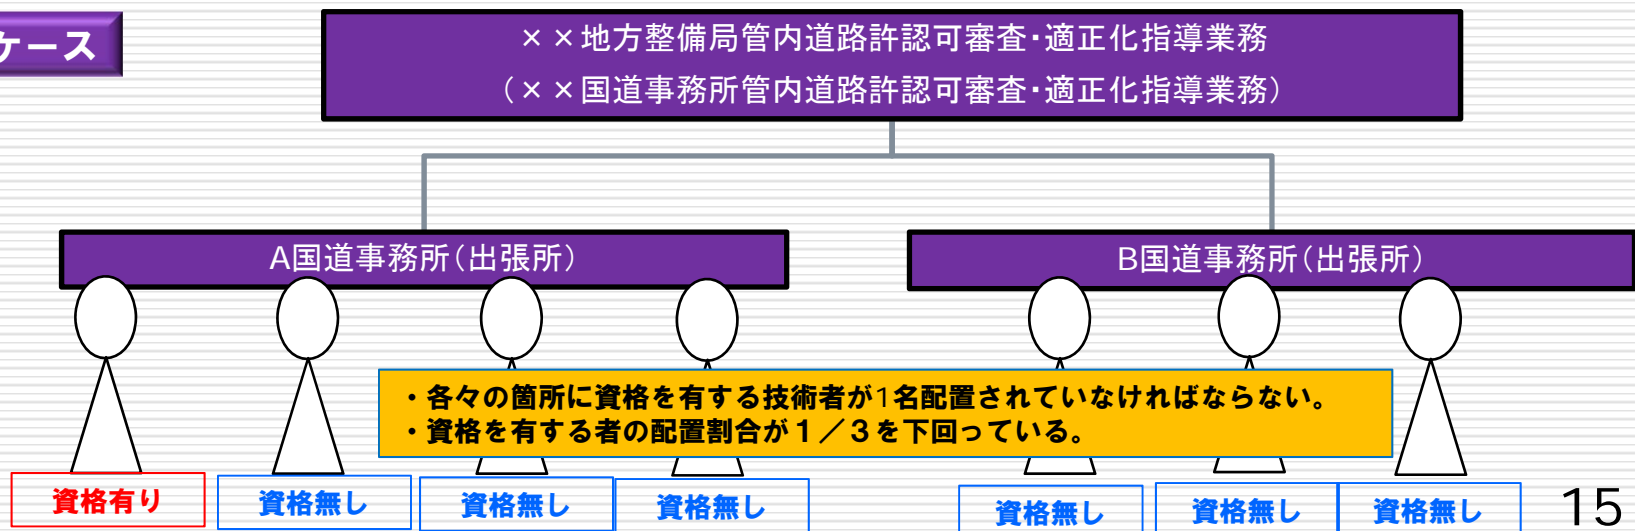 ケース
××地方整備局管内道路許認可審査・適正化指導業務
(××国道事務所管内道路許認可審査・適正化指導業務)
A国道事務所(出張所)
B国道事務所(出張所)
・各々の箇所に資格を有する技術者が1名配置されていなければならない。
・資格を有する者の配置割合が1/3を下回っている。
資格有り
資格無し
資格無し
資格無し
資格無し
資格無し
資格無し
15